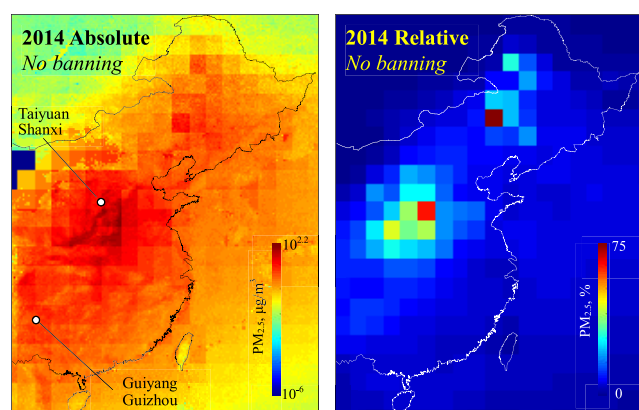 2014 Absolute
No banning
Taiyuan
Shanxi
10^2.2
PM2.5, μg/m³
10^-6
Guiyang
Guizhou
2014 Relative
No banning
75
PM2.5, %
0